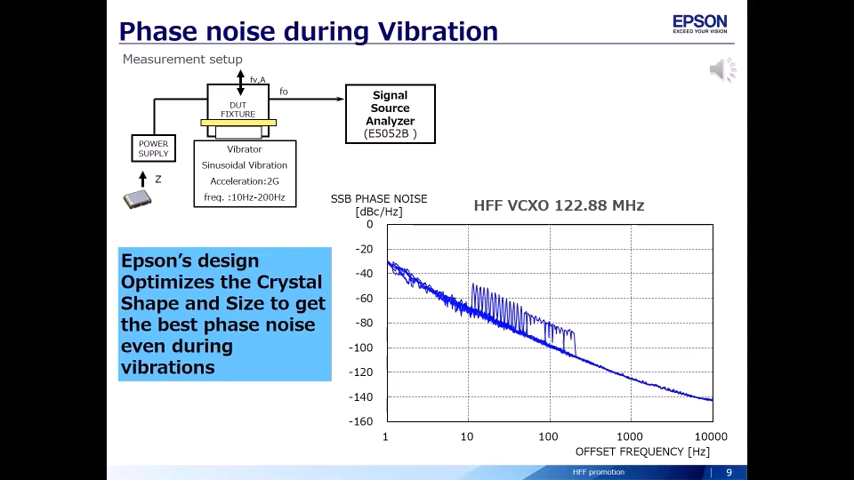 Phase noise during Vibration
EPSON
EXCEED YOUR VISION
Measurement setup
fv,A
fo
DUT
FIXTURE
Signal
Source
Analyzer
(E5052B )
POWER
SUPPLY
Z
Vibrator
Sinusoidal Vibration
Acceleration:2G
freq. :10Hz-200Hz
SSB PHASE NOISE
[dBc/Hz]
HFF VCXO 122.88 MHz
0
-20
-40
-60
-80
-100
-120
-140
-160
1 10 100 1000 10000
OFFSET FREQUENCY [Hz]
Epson's design
Optimizes the Crystal
Shape and Size to get
the best phase noise
even during
vibrations
HFF promotion
9